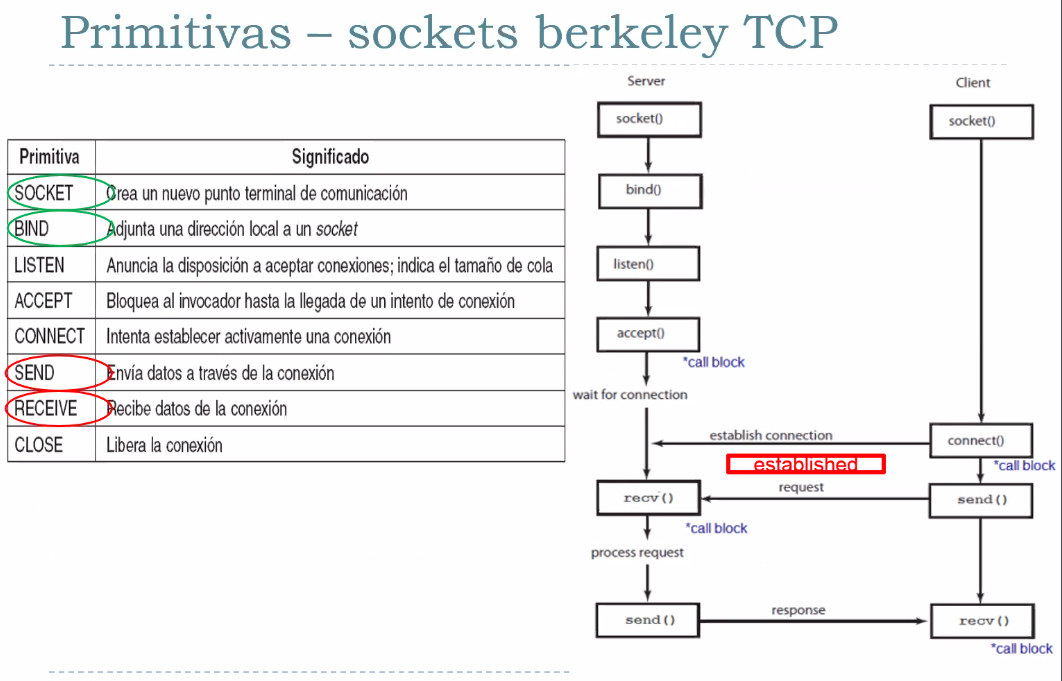 Primitivas – sockets berkeley TCP
Primitiva Significado
SOCKET Crea un nuevo punto terminal de comunicación
BIND Adjunta una dirección local a un socket
LISTEN Anuncia la disposición a aceptar conexiones; indica el tamaño de cola
ACCEPT Bloquea al invocador hasta la llegada de un intento de conexión
CONNECT Intenta establecer activamente una conexión
SEND Envía datos a través de la conexión
RECEIVE Recibe datos de la conexión
CLOSE Libera la conexión
Server
Client
socket()
socket()
bind()
listen()
accept()
*call block
wait for connection
establish connection
connect()
*call block
established
request
recv()
send()
*call block
process request
send()
response
recv()
*call block